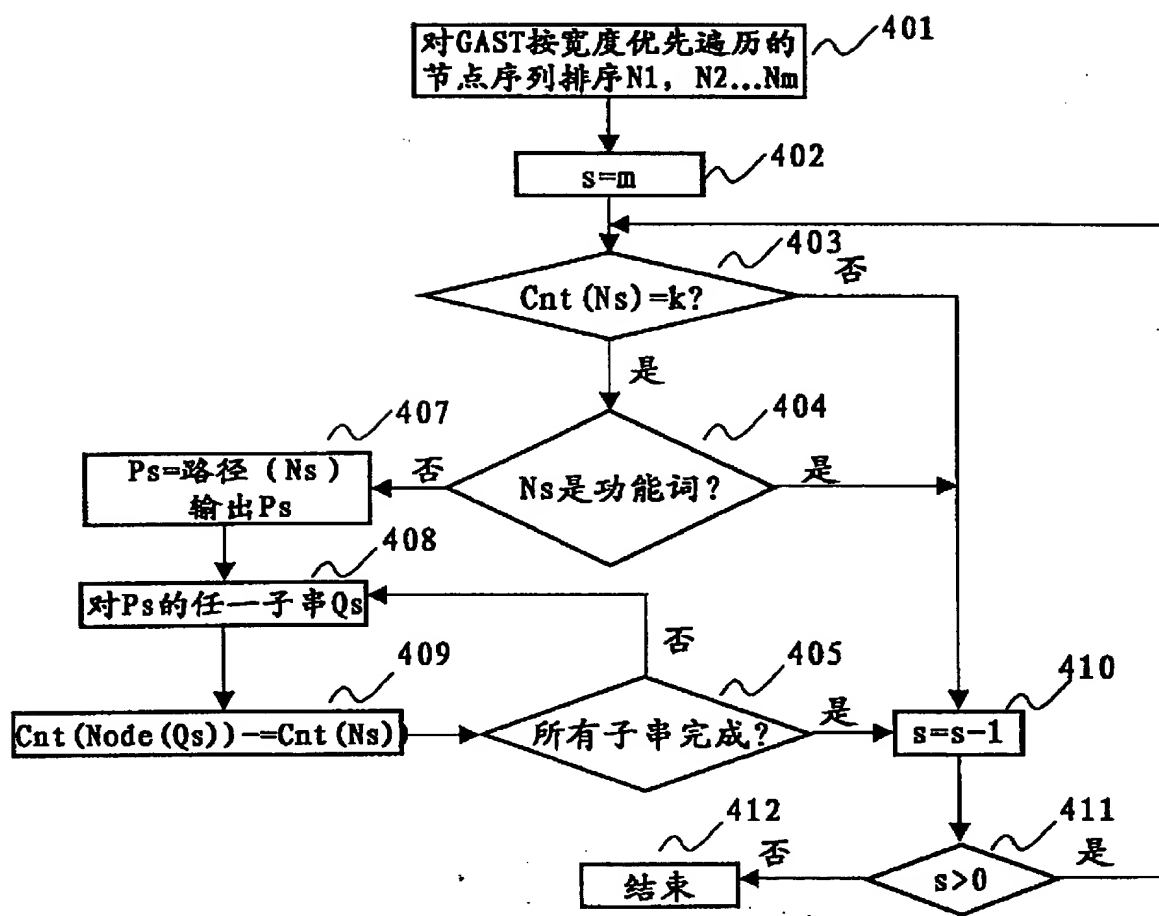 对GAST按宽度优先遍历的
节点序列排序N1, N2...Nm
401
s=m
402
403
Cnt(Ns)=k?
否
是
404
Ns是功能词?
否
是
407
Ps=路径(Ns)
输出Ps
408
对Ps的任一子串Qs
409
Cnt(Node(Qs))-=Cnt(Ns)
否
405
所有子串完成?
是
410
s=s-1
411
s>0
是
否
412
结束